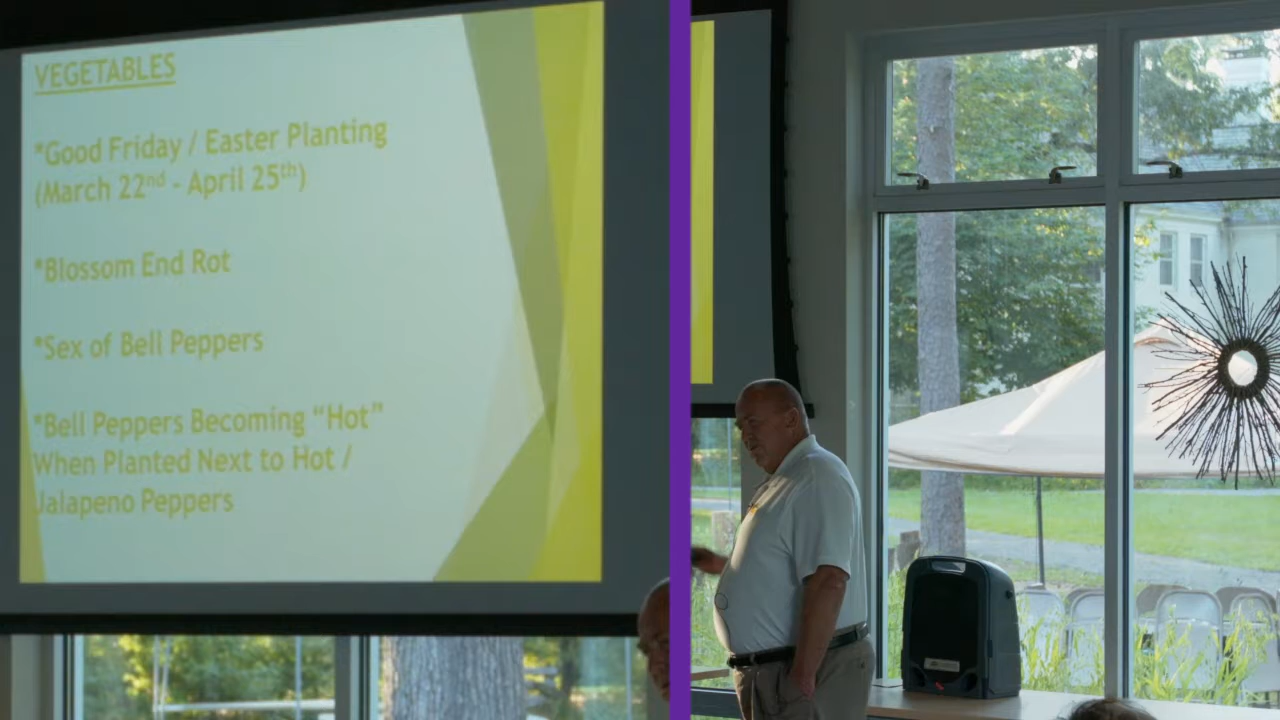 VEGETABLES
*Good Friday / Easter Planting
(March 22nd - April 25th)
*Blossom End Rot
*Sex of Bell Peppers
*Bell Peppers Becoming “Hot”
When Planted Next to Hot /
Jalapeno Peppers